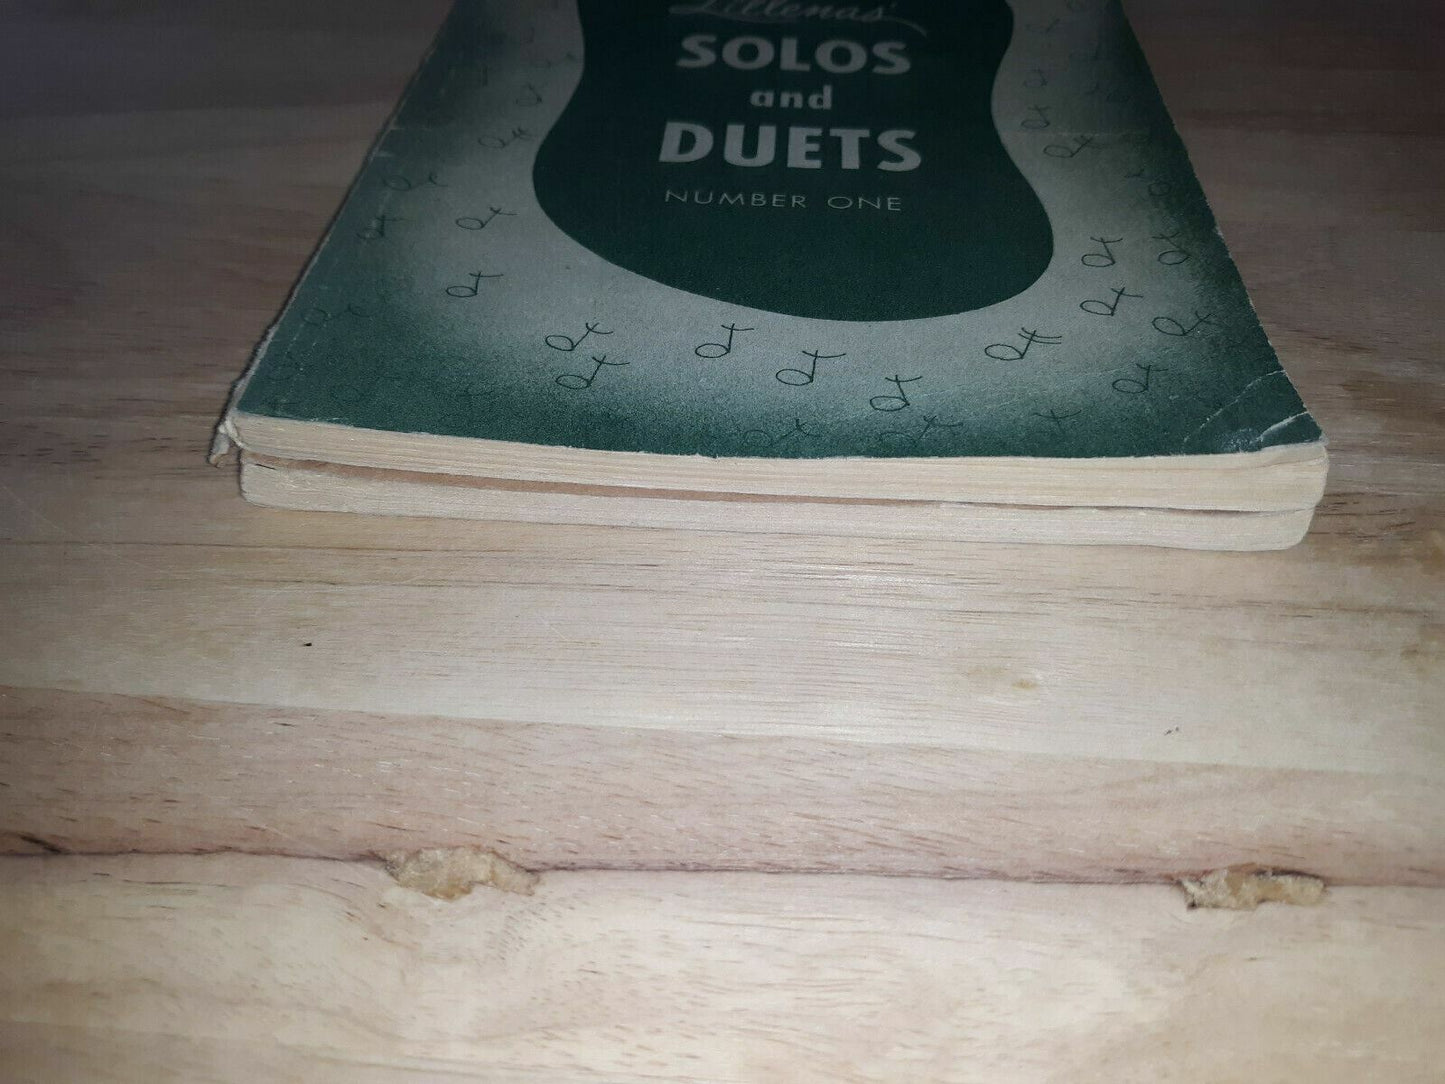 Lillenas'
SOLOS
and
DUETS
NUMBER ONE